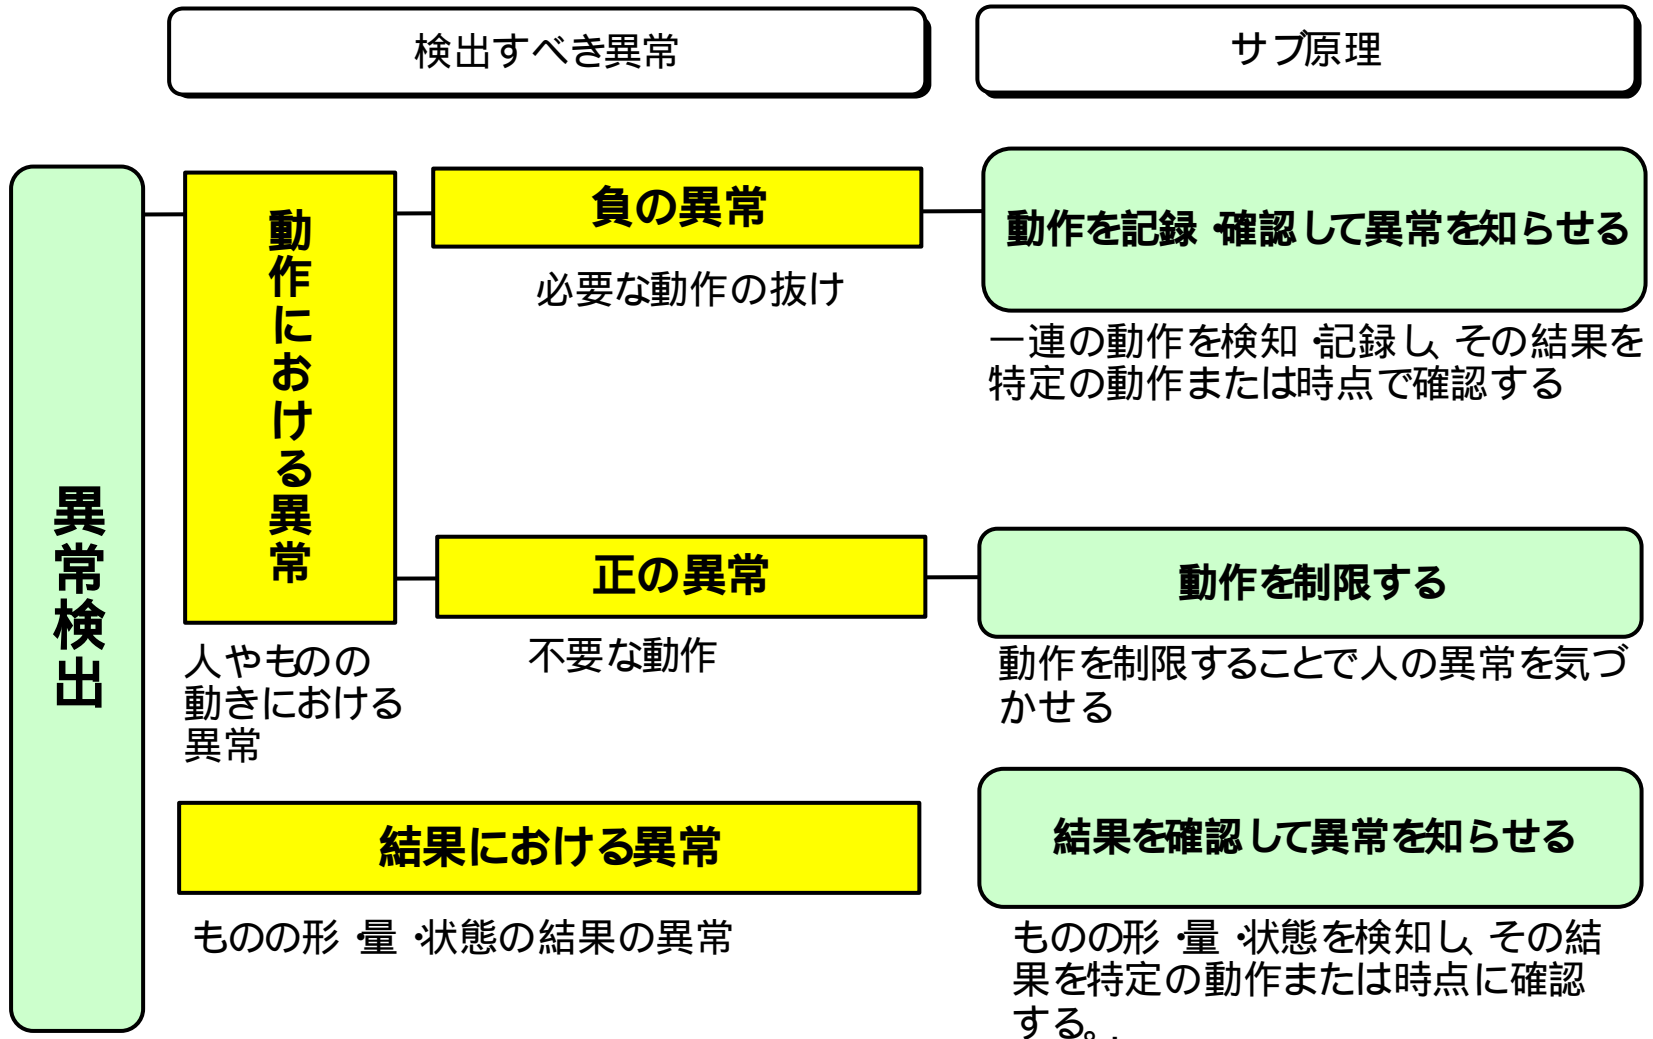 検出すべき異常
サブ原理
異常検出
動作における異常
人やものの
動きにおける
異常
負の異常
必要な動作の抜け
動作を記録・確認して異常を知らせる
一連の動作を検知・記録し、その結果を
特定の動作または時点で確認する
正の異常
不要な動作
動作を制限する
動作を制限することで人の異常を気づ
かせる
結果における異常
ものの形・量・状態の結果の異常
結果を確認して異常を知らせる
ものの形・量・状態を検知し、その結
果を特定の動作または時点に確認
する。.